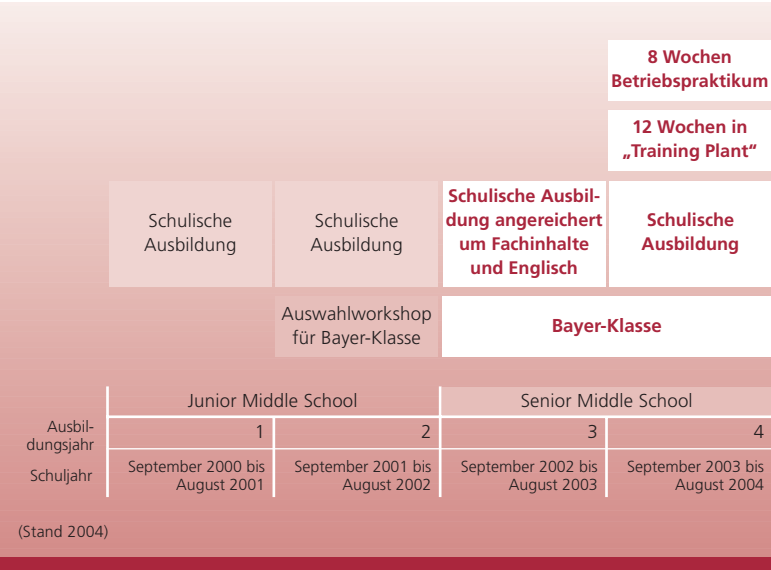 8 Wochen
Betriebspraktikum
12 Wochen in
„Training Plant“
Schulische
Ausbildung
Schulische
Ausbildung
Schulische Ausbil-
dung angereichert
um Fachinhalte
und Englisch
Schulische
Ausbildung
Auswahlworkshop
für Bayer-Klasse
Bayer-Klasse
Junior Middle School
Senior Middle School
Ausbil-
dungsjahr
1
2
3
4
Schuljahr
September 2000 bis
August 2001
September 2001 bis
August 2002
September 2002 bis
August 2003
September 2003 bis
August 2004
(Stand 2004)